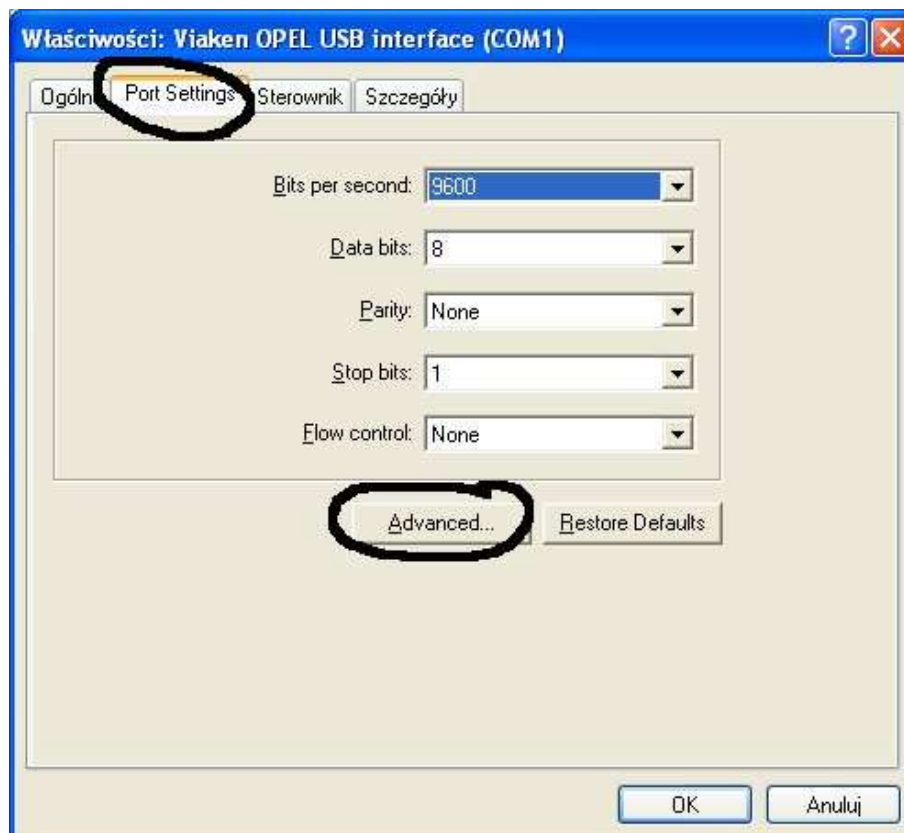 Właściwości: Viaken OPEL USB interface (COM1)
Ogóln Port Settings Sterownik Szczegóły
Bits per second: 9600
Data bits: 8
Parity: None
Stop bits: 1
Flow control: None
Advanced... Restore Defaults
OK Anuluj